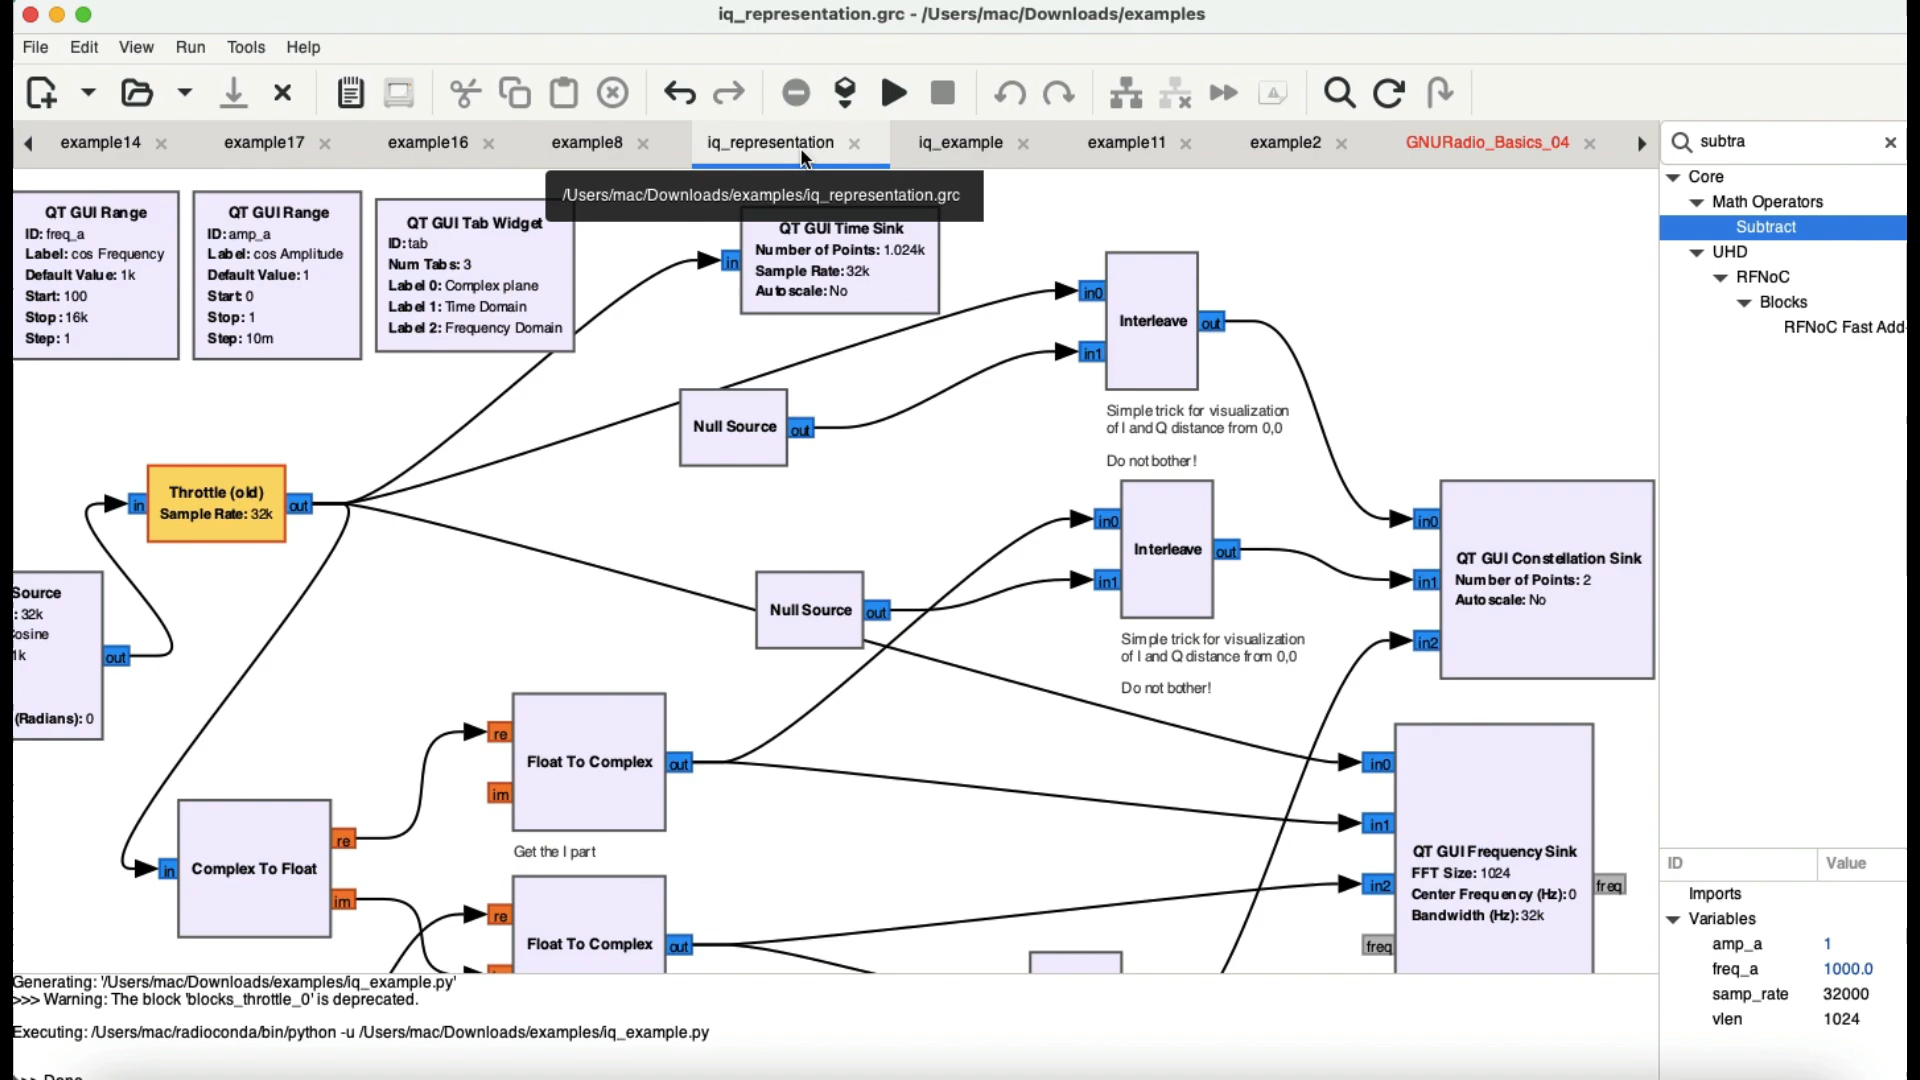 iq_representation.grc - /Users/mac/Downloads/examples
File Edit View Run Tools Help
example14 example17 example16 example8 iq_representation iq_example example11 example2 GNURadio_Basics_04
/Users/mac/Downloads/examples/iq_representation.grc
QT GUI Range
ID: freq_a
Label: cos Frequency
Default Value: 1k
Start: 100
Stop: 16k
Step: 1
QT GUI Range
ID: amp_a
Label: cos Amplitude
Default Value: 1
Start: 0
Stop: 1
Step: 10m
QT GUI Tab Widget
ID: tab
Num Tabs: 3
Label 0: Complex plane
Label 1: Time Domain
Label 2: Frequency Domain
in
QT GUI Time Sink
Number of Points: 1.024k
Sample Rate: 32k
Autoscale: No
in0
in1
Interleave
out
Simple trick for visualization
of I and Q distance from 0,0
Do not bother!
Null Source
out
in
Throttle (old)
Sample Rate: 32k
out
Source
: 32k
Cosine
1k
(Radians): 0
out
Null Source
out
in0
in1
Interleave
out
Simple trick for visualization
of I and Q distance from 0,0
Do not bother!
in0
in1
in2
QT GUI Constellation Sink
Number of Points: 2
Autoscale: No
re
im
Float To Complex
out
Get the I part
in
Complex To Float
re
im
re
Float To Complex
out
in0
in1
in2
freq
QT GUI Frequency Sink
FFT Size: 1024
Center Frequency (Hz): 0
Bandwidth (Hz): 32k
freq
subtra
Core
Math Operators
Subtract
UHD
RFNoC
Blocks
RFNoC Fast Add-
ID Value
Imports
Variables
amp_a 1
freq_a 1000.0
samp_rate 32000
vlen 1024
Generating: '/Users/mac/Downloads/examples/iq_example.py'
>>> Warning: The block 'blocks_throttle_0' is deprecated.
Executing: /Users/mac/radioconda/bin/python -u /Users/mac/Downloads/examples/iq_example.py
>>> Done